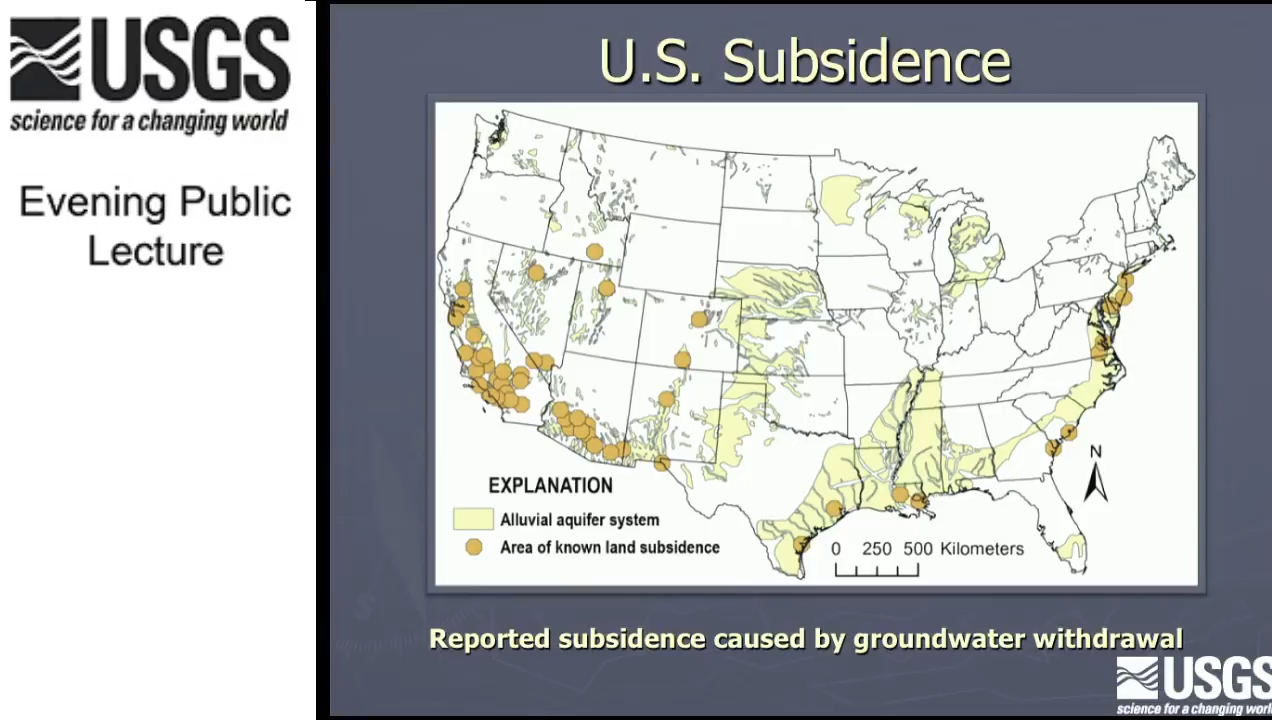 USGS
science for a changing world
Evening Public
Lecture
U.S. Subsidence
N
EXPLANATION
Alluvial aquifer system
Area of known land subsidence
0 250 500 Kilometers
Reported subsidence caused by groundwater withdrawal
USGS
science for a changing world